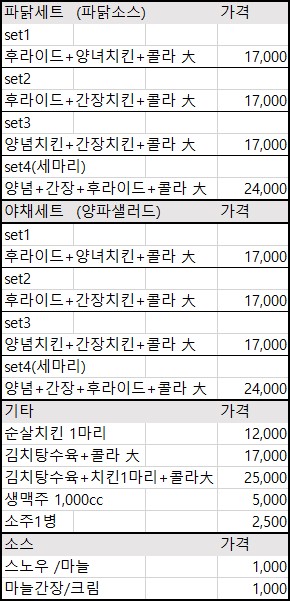 파닭세트 (파닭소스) 가격
set1
후라이드+양녀치킨+콜라 大 17,000
set2
후라이드+간장치킨+콜라 大 17,000
set3
양념치킨+간장치킨+콜라 大 17,000
set4(세마리)
양념+간장+후라이드+콜라 大 24,000
야채세트 (양파샐러드) 가격
set1
후라이드+양녀치킨+콜라 大 17,000
set2
후라이드+간장치킨+콜라 大 17,000
set3
양념치킨+간장치킨+콜라 大 17,000
set4(세마리)
양념+간장+후라이드+콜라 大 24,000
기타 가격
순살치킨 1마리 12,000
김치탕수육+콜라 大 17,000
김치탕수육+치킨1마리+콜라大 25,000
생맥주 1,000cc 5,000
소주1병 2,500
소스 가격
스노우 /마늘 1,000
마늘간장/크림 1,000